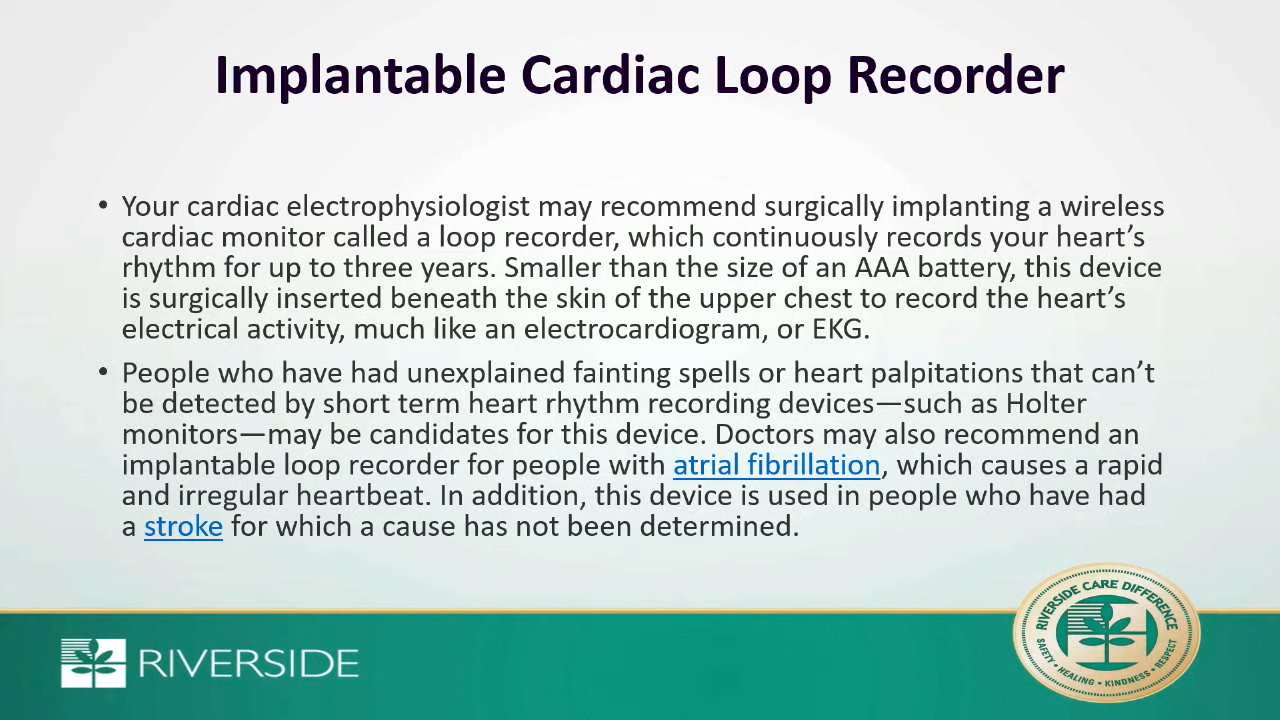 Implantable Cardiac Loop Recorder
• Your cardiac electrophysiologist may recommend surgically implanting a wireless
cardiac monitor called a loop recorder, which continuously records your heart’s
rhythm for up to three years. Smaller than the size of an AAA battery, this device
is surgically inserted beneath the skin of the upper chest to record the heart’s
electrical activity, much like an electrocardiogram, or EKG.
• People who have had unexplained fainting spells or heart palpitations that can’t
be detected by short term heart rhythm recording devices—such as Holter
monitors—may be candidates for this device. Doctors may also recommend an
implantable loop recorder for people with atrial fibrillation, which causes a rapid
and irregular heartbeat. In addition, this device is used in people who have had
a stroke for which a cause has not been determined.
RIVERSIDE
RIVERSIDE CARE DIFFERENCE
SAFETY • HEALING • KINDNESS • RESPECT